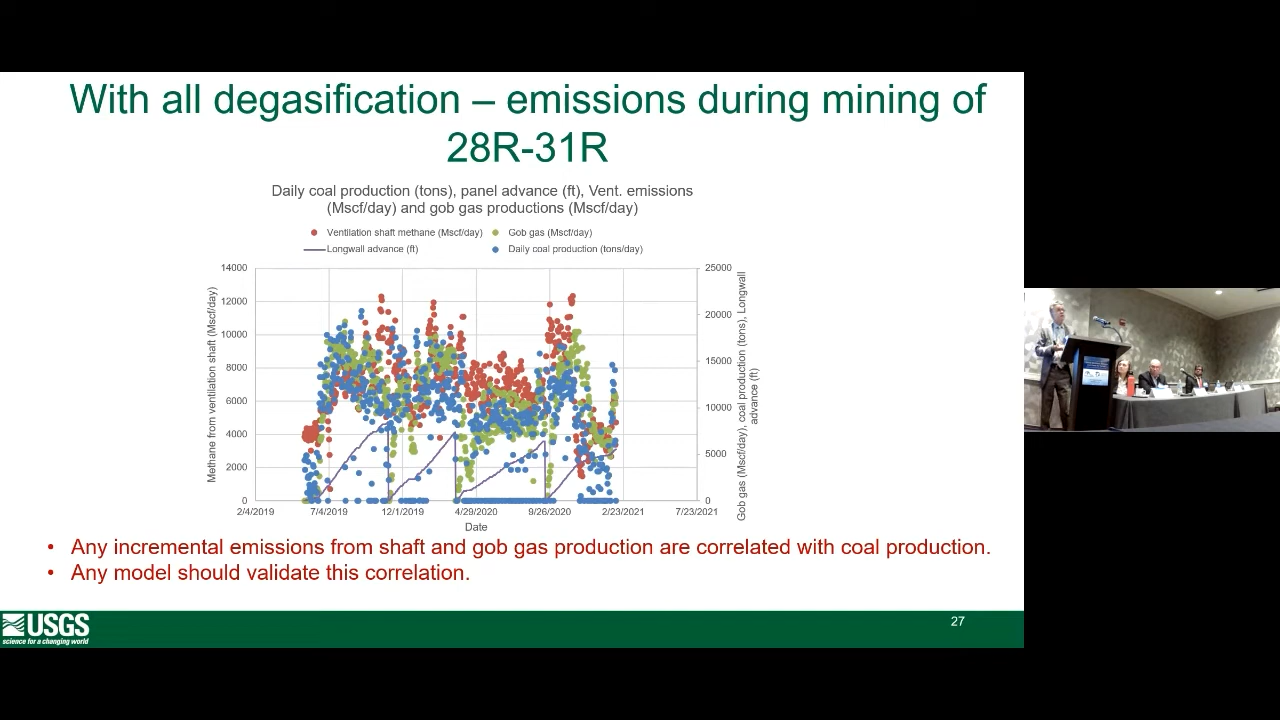 With all degasification – emissions during mining of
28R-31R
Daily coal production (tons), panel advance (ft), Vent. emissions
(Mscf/day) and gob gas productions (Mscf/day)
Ventilation shaft methane (Mscf/day)
Gob gas (Mscf/day)
Longwall advance (ft)
Daily coal production (tons/day)
Methane from ventilation shaft (Mscf/day)
14000
12000
10000
8000
6000
4000
2000
0
25000
20000
15000
10000
5000
0
Gob gas (Mscf/day), coal production (tons), Longwall
advance (ft)
2/4/2019
7/4/2019
12/1/2019
4/29/2020
9/26/2020
2/23/2021
7/23/2021
Date
• Any incremental emissions from shaft and gob gas production are correlated with coal production.
• Any model should validate this correlation.
USGS
science for a changing world
27